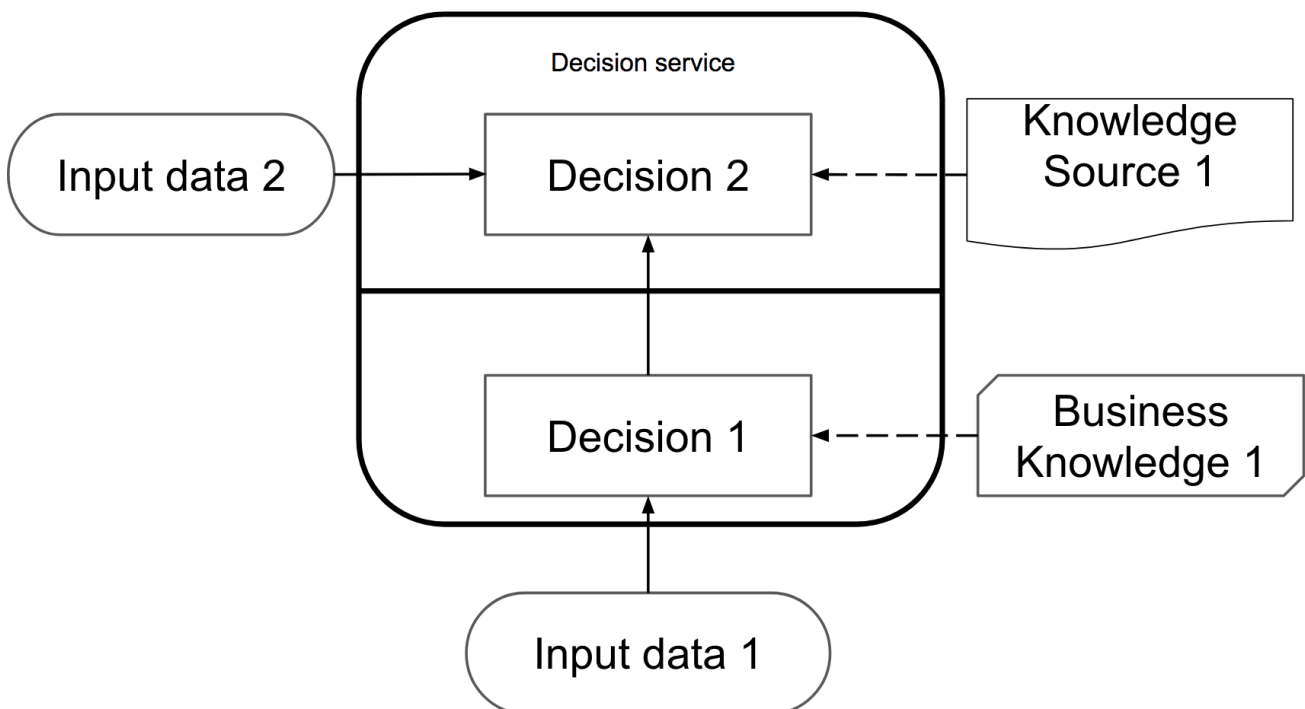 Decision service
Input data 2
Decision 2
Knowledge
Source 1
Decision 1
Business
Knowledge 1
Input data 1